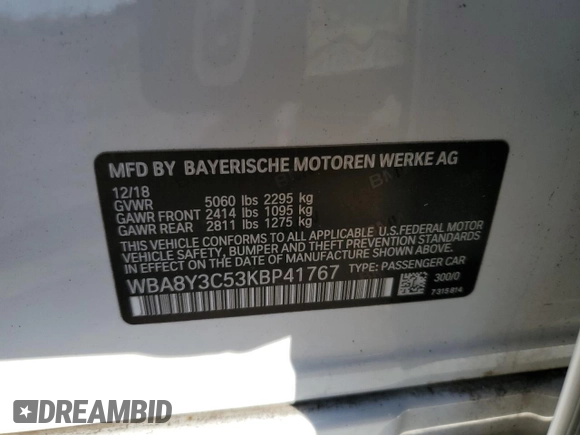 MFD BY BAYERISCHE MOTOREN WERKE AG
12/18
GVWR 5060 lbs 2295 kg
GAWR FRONT 2414 lbs 1095 kg
GAWR REAR 2811 lbs 1275 kg
THIS VEHICLE CONFORMS TO ALL APPLICABLE U.S.FEDERAL MOTOR
VEHICLE SAFETY, BUMPER AND THEFT PREVENTION STANDARDS
IN EFFECT ON THE DATE OF MANUFACTURE SHOWN ABOVE.
WBA8Y3C53KBP41767 TYPE: PASSENGER CAR
300/0
7315814
DREAMBID